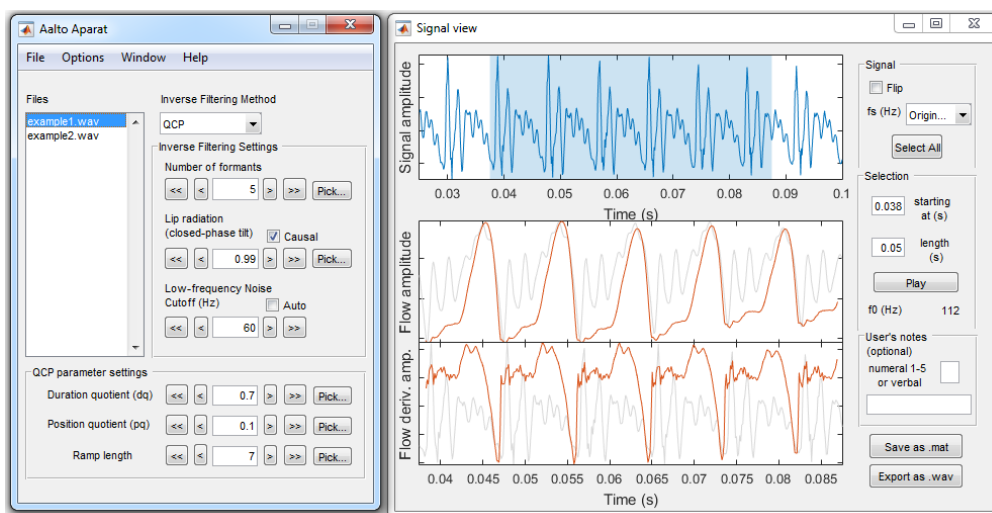 Aalto Aparat
File Options Window Help
Files
example1.wav
example2.wav
Inverse Filtering Method
QCP
Inverse Filtering Settings
Number of formants
<< < 5 > >> Pick...
Lip radiation
(closed-phase tilt) Causal
<< < 0.99 > >> Pick...
Low-frequency Noise
Cutoff (Hz) Auto
<< < 60 > >>
QCP parameter settings
Duration quotient (dq) << < 0.7 > >> Pick...
Position quotient (pq) << < 0.1 > >> Pick...
Ramp length << < 7 > >> Pick...
Signal view
Signal amplitude
0.03 0.04 0.05 0.06 0.07 0.08 0.09 0.1
Time (s)
Flow amplitude
Flow deriv. amp.
0.04 0.045 0.05 0.055 0.06 0.065 0.07 0.075 0.08 0.085
Time (s)
Signal
Flip
fs (Hz) Origin...
Select All
Selection
0.038 starting
at (s)
0.05 length
(s)
Play
f0 (Hz) 112
User's notes
(optional)
numeral 1-5
or verbal
Save as .mat
Export as .wav